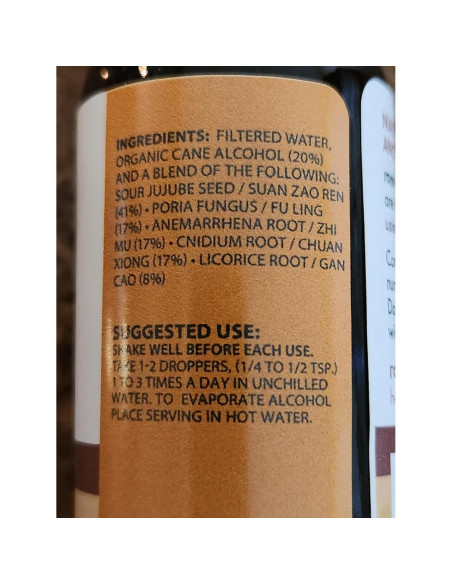 INGREDIENTS: FILTERED WATER,
ORGANIC CANE ALCOHOL (20%)
AND A BLEND OF THE FOLLOWING:
SOUR JUJUBE SEED / SUAN ZAO REN
(41%) • PORIA FUNGUS / FU LING
(17%) • ANEMARRHENA ROOT / ZHI
MU (17%) • CNIDIUM ROOT / CHUAN
XIONG (17%) • LICORICE ROOT / GAN
CAO (8%)
SUGGESTED USE:
SHAKE WELL BEFORE EACH USE.
TAKE 1-2 DROPPERS, (1/4 TO 1/2 TSP.)
1 TO 3 TIMES A DAY IN UNCHILLED
WATER. TO EVAPORATE ALCOHOL
PLACE SERVING IN HOT WATER.